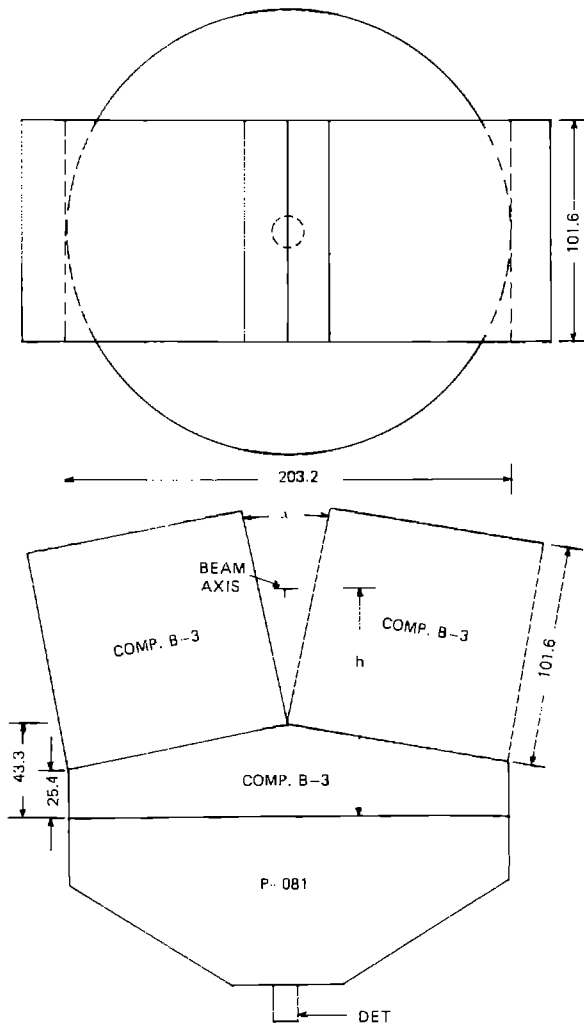 101.6
203.2
BEAM
AXIS
COMP. B-3
COMP. B-3
h
101.6
43.3
25.4
COMP. B-3
P-081
DET